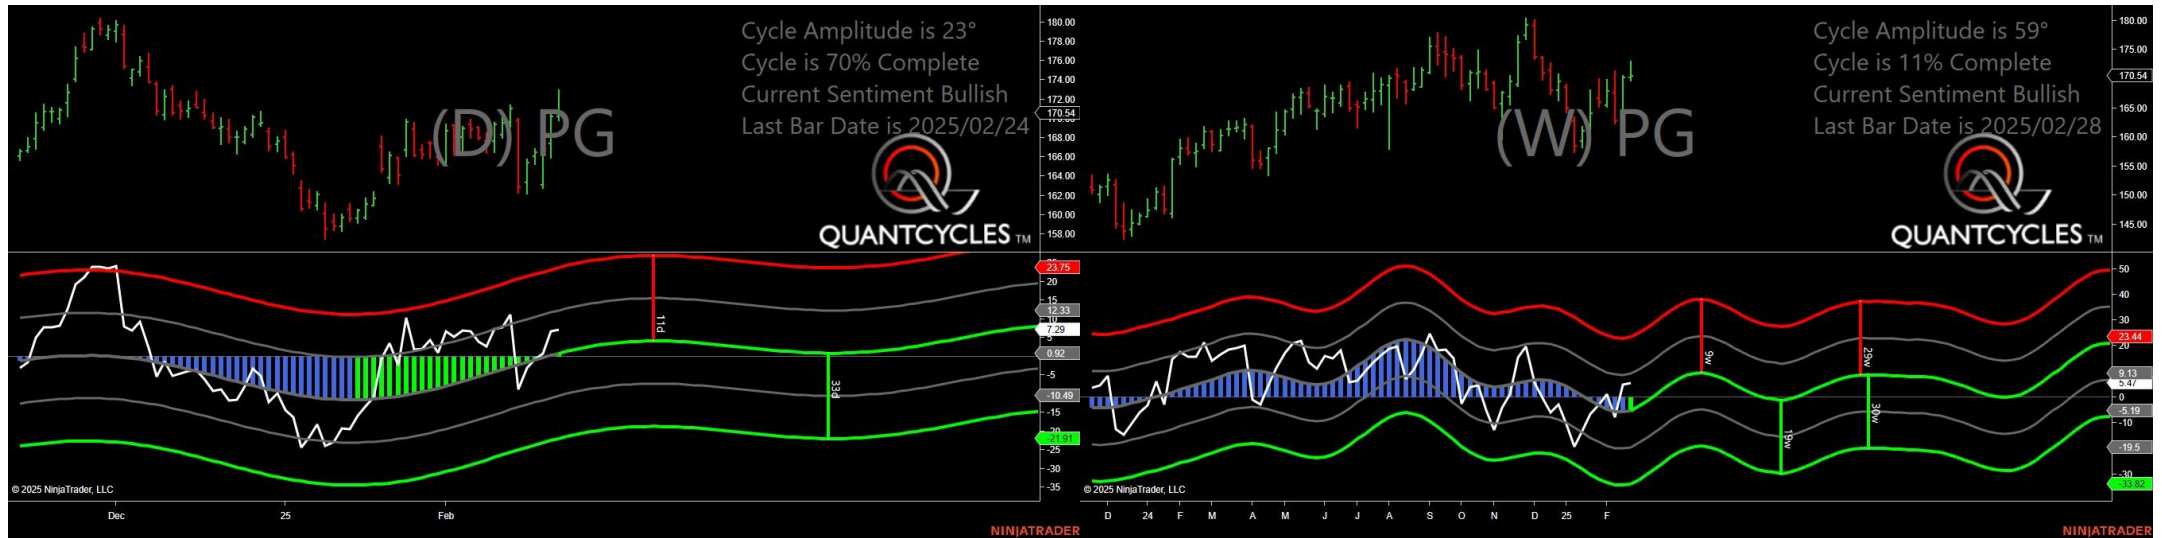 Cycle Amplitude is 23°
Cycle is 70% Complete
Current Sentiment Bullish
Last Bar Date is 2025/02/24
(D) PG
QUANTCYCLES TM
180.00
178.00
176.00
174.00
172.00
170.54
168.00
166.00
164.00
162.00
160.00
158.00
23.75
20
15
12.33
10
7.29
5
0.92
-5
-10.49
-15
-21.91
-25
-30
-35
11d
33d
© 2025 NinjaTrader, LLC
Dec
25
Feb
NINJATRADER
Cycle Amplitude is 59°
Cycle is 11% Complete
Current Sentiment Bullish
Last Bar Date is 2025/02/28
(W) PG
QUANTCYCLES TM
180.00
175.00
170.54
165.00
160.00
155.00
150.00
145.00
50
40
30
23.44
20
9.13
5.47
0
-5.19
-10
-19.5
-30
-33.82
9w
29w
19w
30w
© 2025 NinjaTrader, LLC
D 24 F M A M J J A S O N D 25 F
NINJATRADER